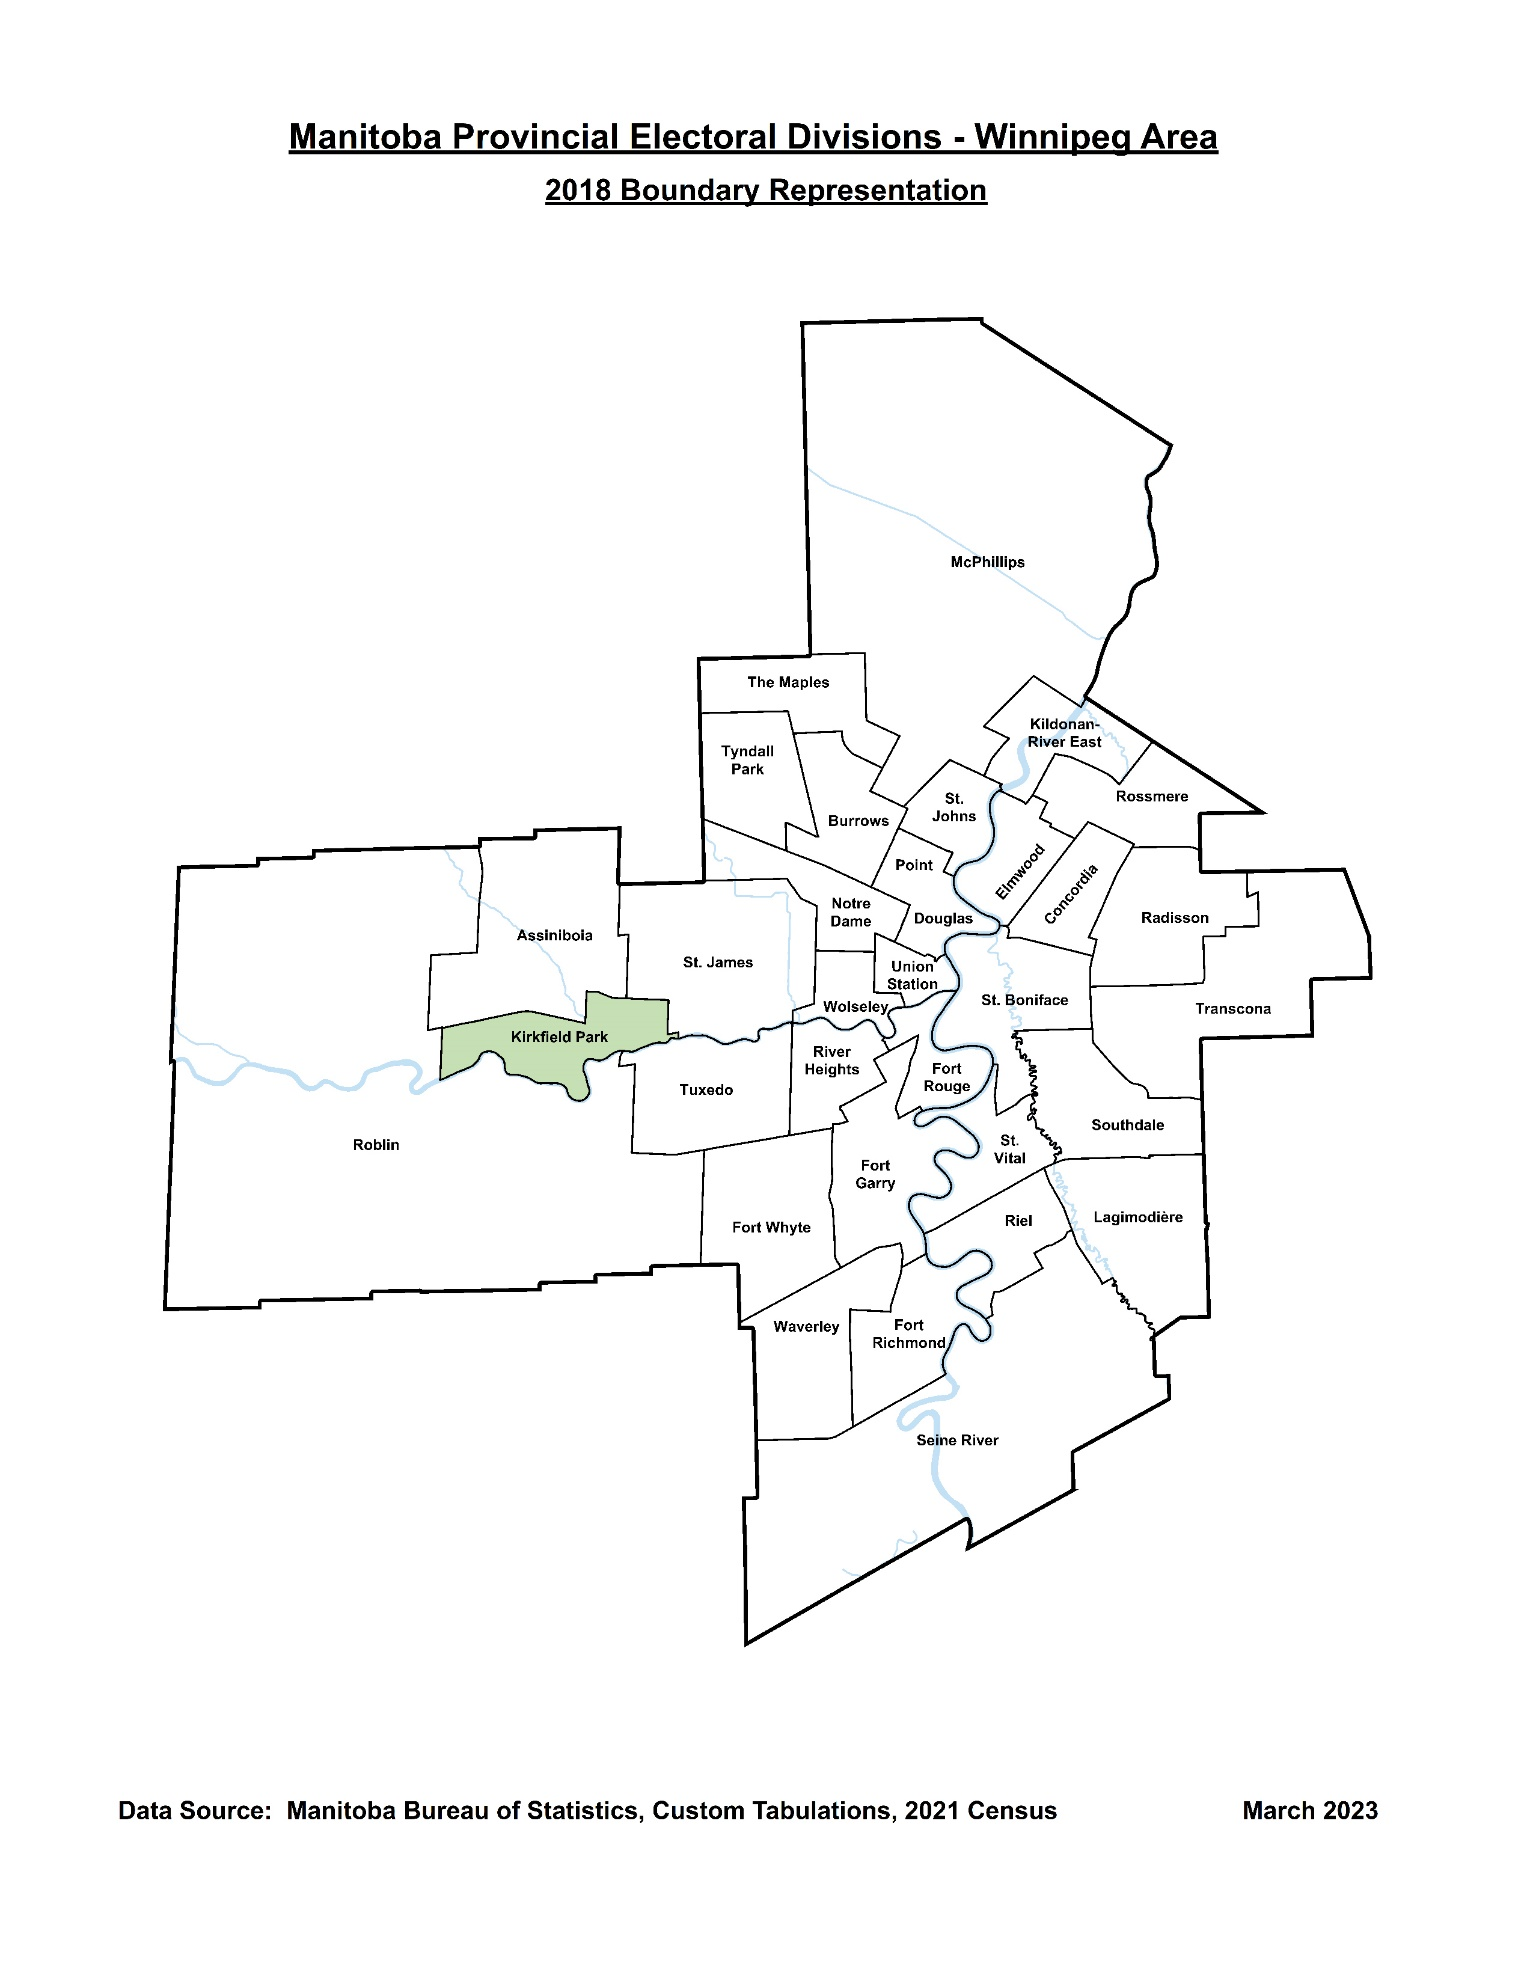 Manitoba Provincial Electoral Divisions - Winnipeg Area
2018 Boundary Representation
McPhillips
The Maples
Kildonan-
River East
Tyndall
Park
Rossmere
St.
Johns
Burrows
Point
Douglas
Elmwood
Concordia
Notre
Dame
Radisson
Assiniboia
St. James
Union
Station
St. Boniface
Wolseley
Transcona
Kirkfield Park
River
Heights
Fort
Rouge
Tuxedo
Southdale
Roblin
St.
Vital
Fort
Garry
Fort Whyte
Riel
Lagimodière
Waverley
Fort
Richmond
Seine River
Data Source:  Manitoba Bureau of Statistics, Custom Tabulations, 2021 Census
March 2023